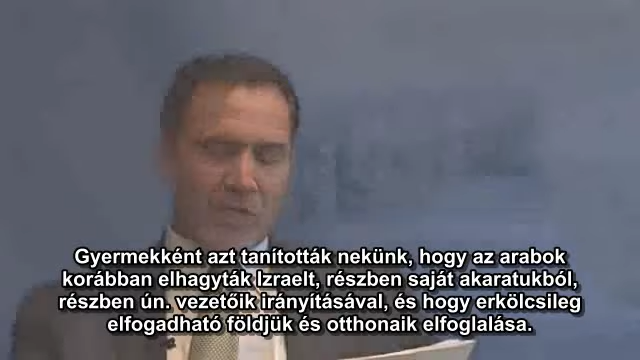 Gyermekként azt tanították nekünk, hogy az arabok
korábban elhagyták Izraelt, részben saját akaratukból,
részben ún. vezetőik irányításával, és hogy erkölcsileg
elfogadható földjük és otthonaik elfoglalása.